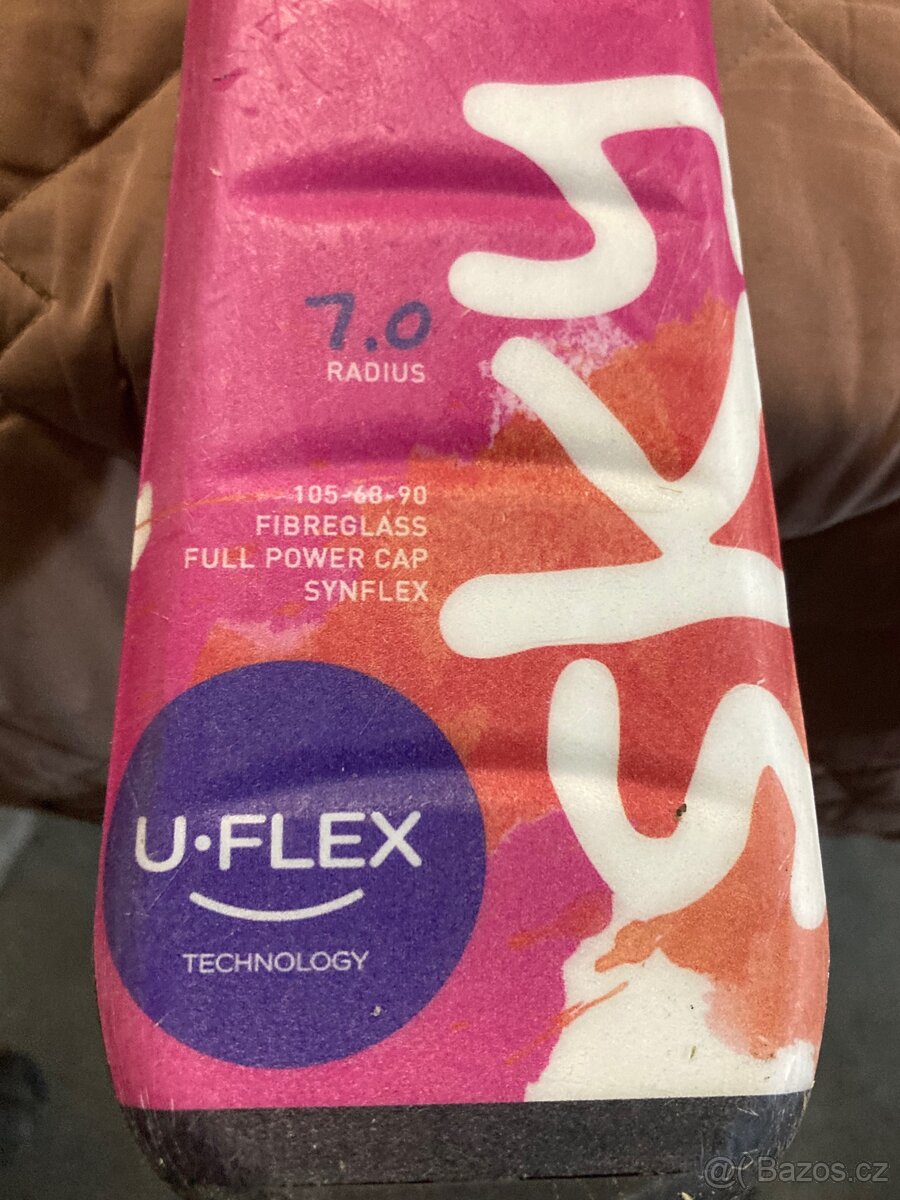 7.0
RADIUS
105-68-90
FIBREGLASS
FULL POWER CAP
SYNFLEX
U•FLEX
TECHNOLOGY
@ Bazos.cz